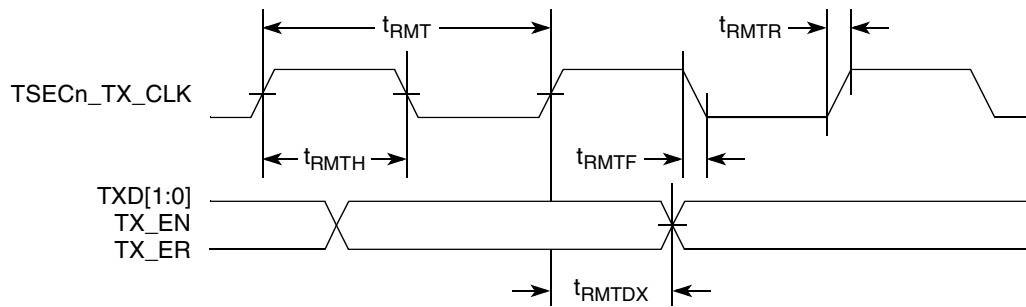 tRMT
tRMTR
TSECn_TX_CLK
tRMTH
tRMTF
TXD[1:0]
TX_EN
TX_ER
tRMTDX